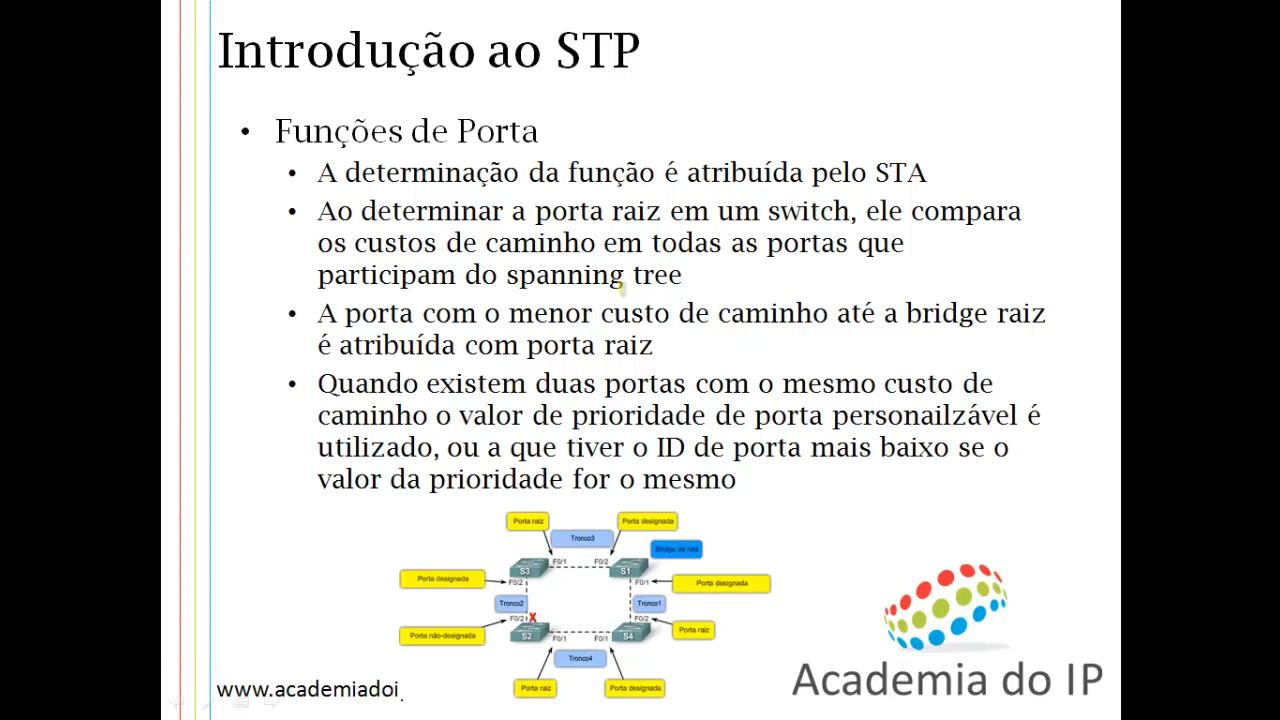 Introdução ao STP
• Funções de Porta
• A determinação da função é atribuída pelo STA
• Ao determinar a porta raiz em um switch, ele compara
os custos de caminho em todas as portas que
participam do spanning tree
• A porta com o menor custo de caminho até a bridge raiz
é atribuída com porta raiz
• Quando existem duas portas com o mesmo custo de
caminho o valor de prioridade de porta personailzável é
utilizado, ou a que tiver o ID de porta mais baixo se o
valor da prioridade for o mesmo
Porta raiz
Porta designada
Tronco3
Bridge da raiz
S3
F0/1
F0/2
S1
Porta designada
F0/2
F0/1
Porta designada
Tronco2
Tronco1
F0/2
X
F0/2
Porta não-designada
S2
S4
Porta raiz
F0/1
F0/1
Tronco4
Porta raiz
Porta designada
Academia do IP
www.academiadoi